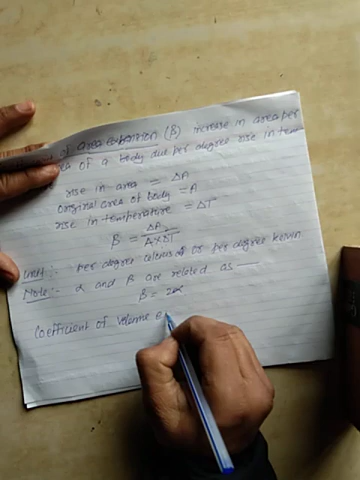 of area expansion (β) increase in area per
area of a body due per degree rise in tem
rise in area = ΔA
original area of body = A
rise in temperature = ΔT
β = ΔA / A×ΔT
Unit:- per degree celcius or per degree kelvin
Note:- α and β are related as —
β = 2α
Coefficient of volume e